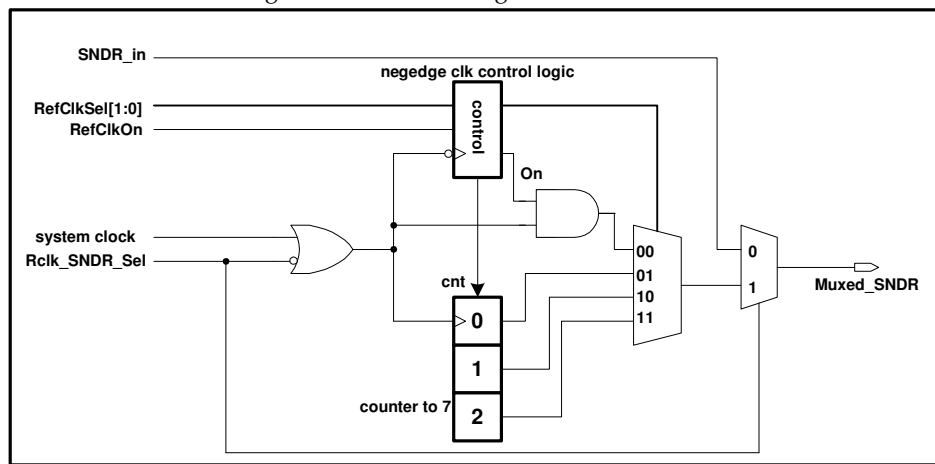 SNDR_in
negedge clk control logic
RefClkSel[1:0]
RefClkOn
control
On
system clock
Rclk_SNDR_Sel
00
01
10
11
0
1
Muxed_SNDR
cnt
0
1
counter to 7
2